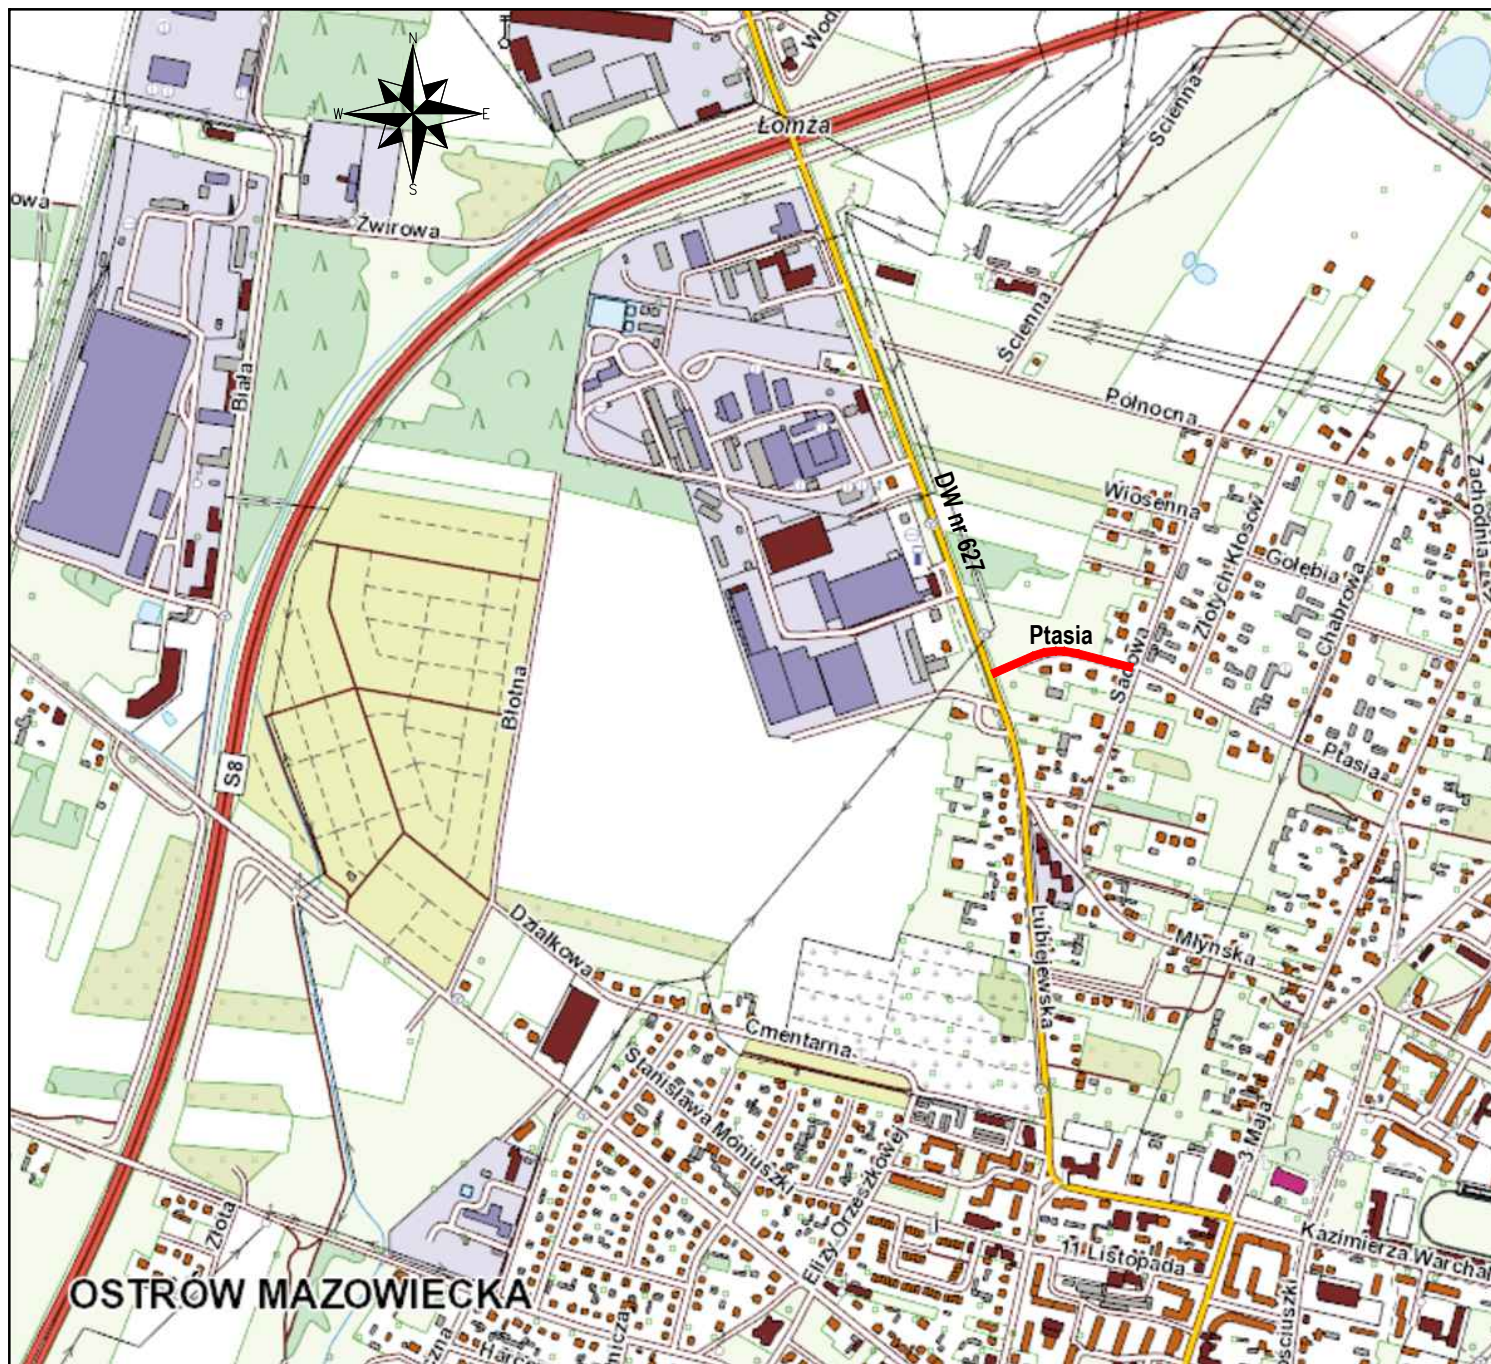 N
W
E
S
Łomża
Żwirowa
owa
Ścienna
Ścienna
Północna
Biała
DW nr 627
Wiosenna
Złotych Kłosów
Gołębia
Chabrowa
Zachodnia
Ptasia
Sadowa
Ptasia
Błotna
S8
Działkowa
Lubiejewska
Młyńska
Cmentarna
Stanisława Moniuszki
Elizy Orzeszkowej
3 Maja
Złota
11 Listopada
Kazimierza Warchał
OSTRÓW MAZOWIECKA